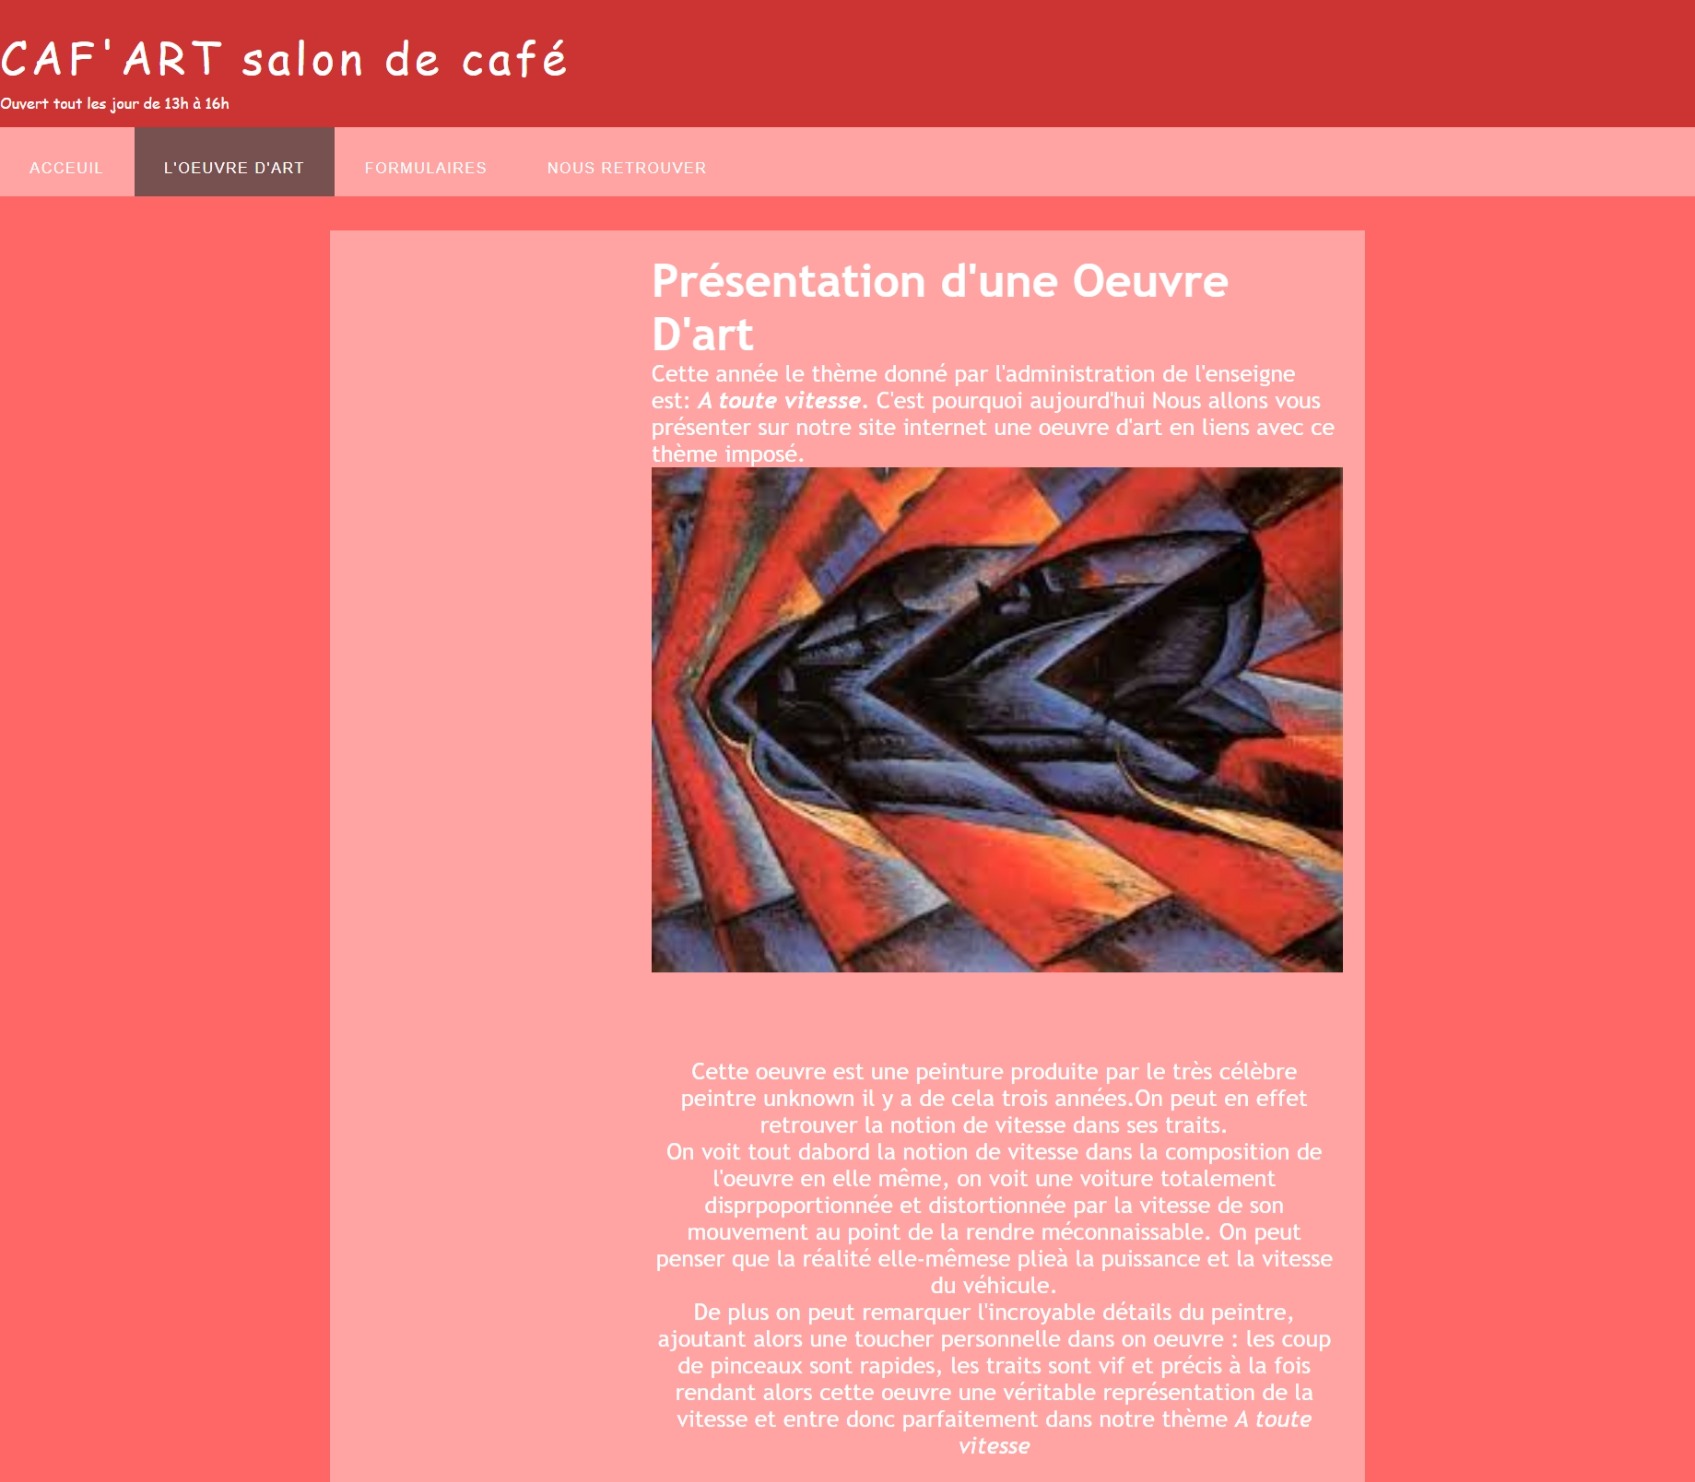 CAF'ART salon de café
Ouvert tout les jour de 13h à 16h
ACCEUIL L'OEUVRE D'ART FORMULAIRES NOUS RETROUVER
Présentation d'une Oeuvre
D'art
Cette année le thème donné par l'administration de l'enseigne
est: A toute vitesse. C'est pourquoi aujourd'hui Nous allons vous
présenter sur notre site internet une oeuvre d'art en liens avec ce
thème imposé.
Cette oeuvre est une peinture produite par le très célèbre
peintre unknown il y a de cela trois années.On peut en effet
retrouver la notion de vitesse dans ses traits.
On voit tout dabord la notion de vitesse dans la composition de
l'oeuvre en elle même, on voit une voiture totalement
disprpoportionnée et distortionnée par la vitesse de son
mouvement au point de la rendre méconnaissable. On peut
penser que la réalité elle-mêmese plieà la puissance et la vitesse
du véhicule.
De plus on peut remarquer l'incroyable détails du peintre,
ajoutant alors une toucher personnelle dans on oeuvre : les coup
de pinceaux sont rapides, les traits sont vif et précis à la fois
rendant alors cette oeuvre une véritable représentation de la
vitesse et entre donc parfaitement dans notre thème A toute
vitesse